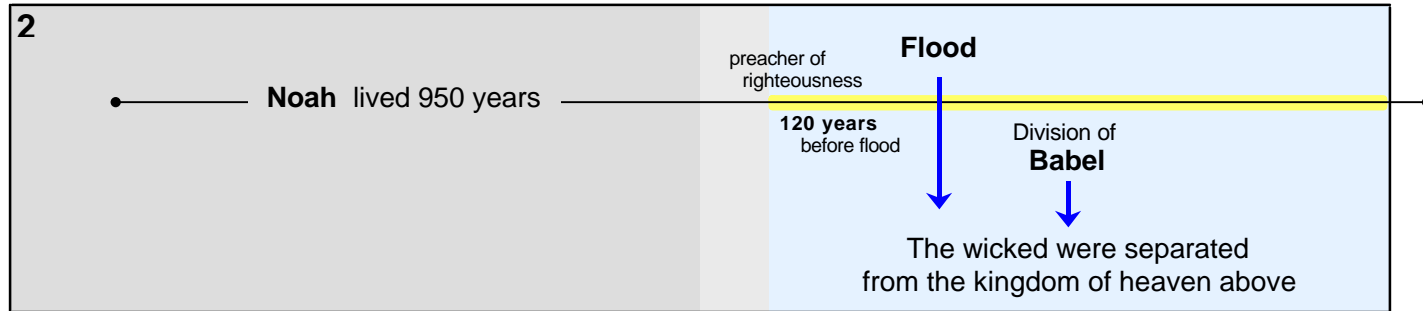 2
Noah lived 950 years
preacher of
righteousness
Flood
120 years
before flood
Division of
Babel
The wicked were separated
from the kingdom of heaven above